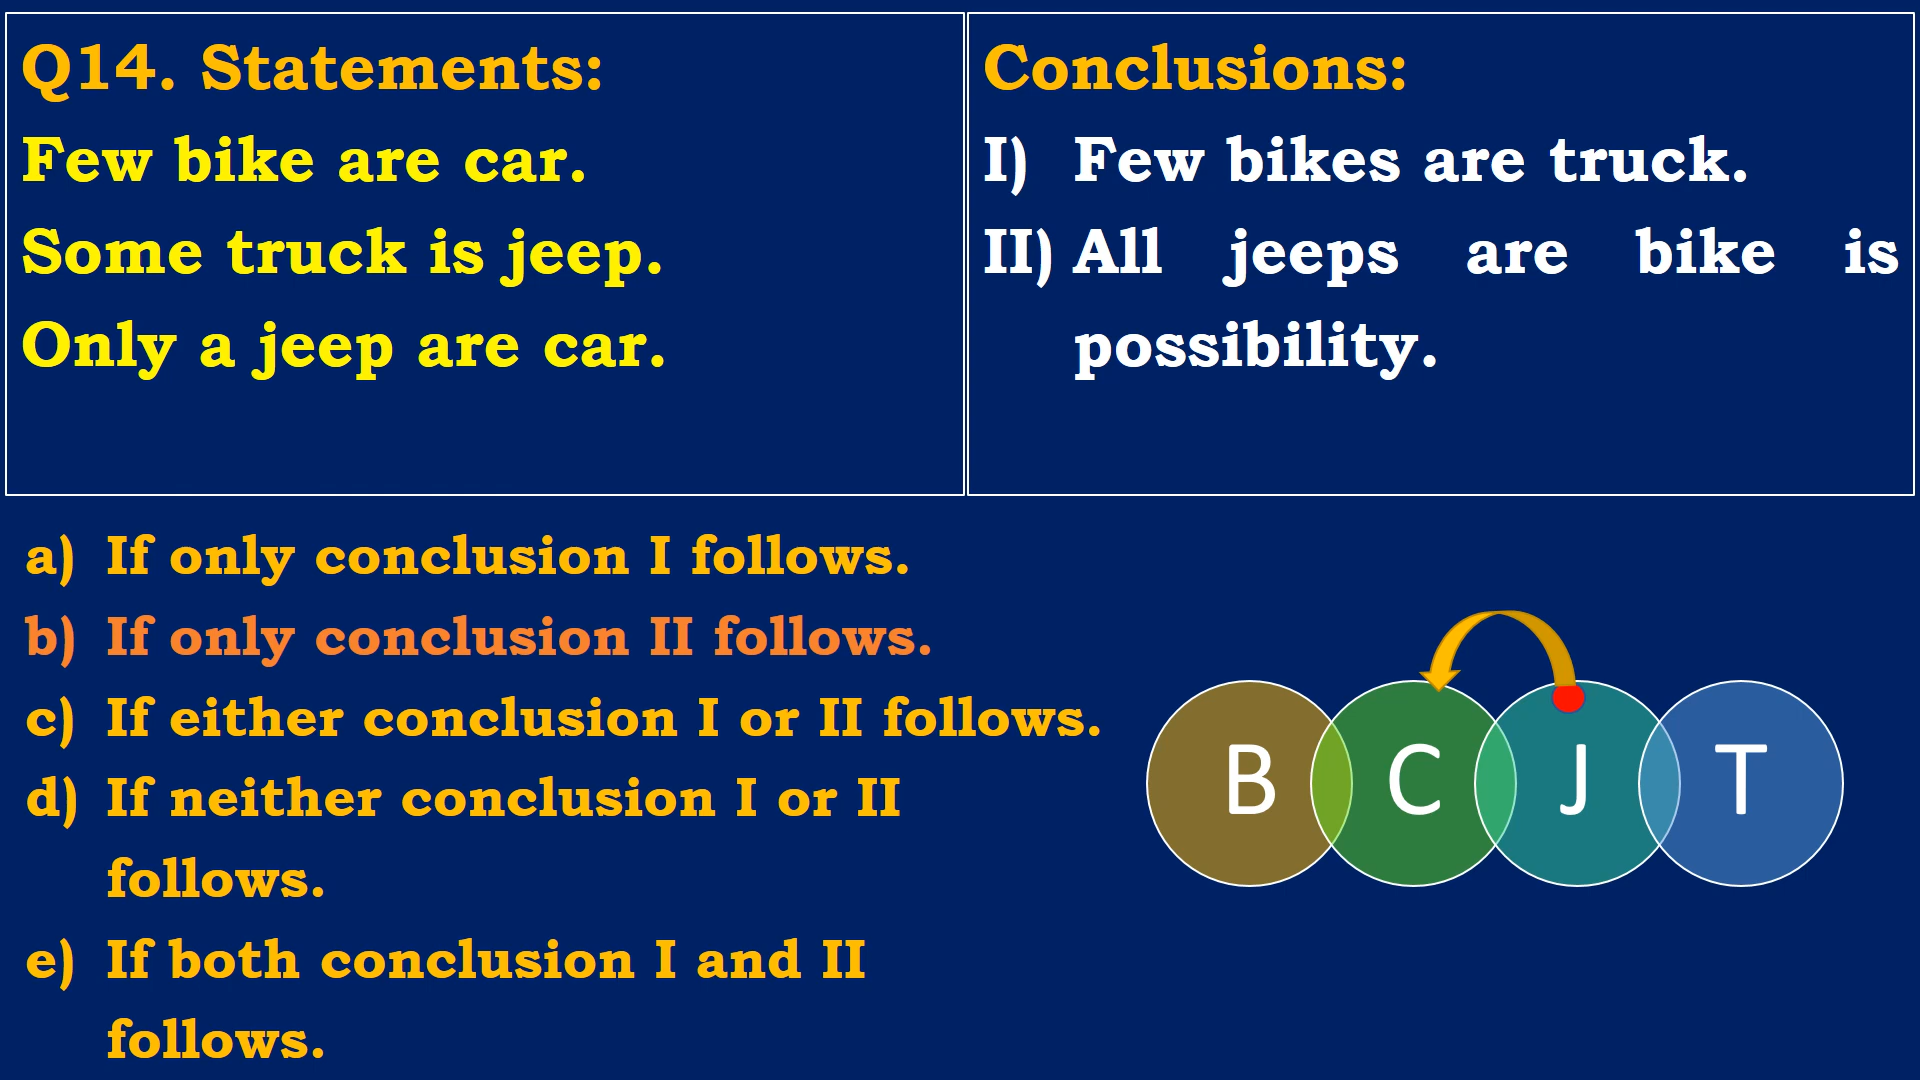 Q14. Statements:
Few bike are car.
Some truck is jeep.
Only a jeep are car.
Conclusions:
I) Few bikes are truck.
II) All jeeps are bike is
possibility.
a) If only conclusion I follows.
b) If only conclusion II follows.
c) If either conclusion I or II follows.
d) If neither conclusion I or II
follows.
e) If both conclusion I and II
follows.
B C J T